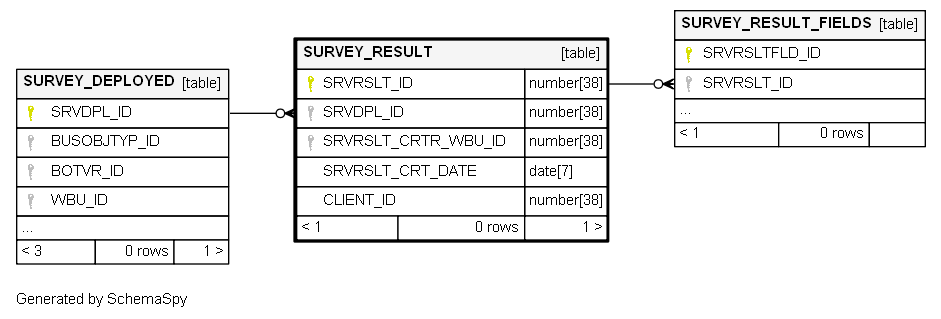 SURVEY_DEPLOYED [table]
SRVDPL_ID
BUSOBJTYP_ID
BOTVR_ID
WBU_ID
...
< 3 0 rows 1 >
SURVEY_RESULT [table]
SRVRSLT_ID number[38]
SRVDPL_ID number[38]
SRVRSLT_CRTR_WBU_ID number[38]
SRVRSLT_CRT_DATE date[7]
CLIENT_ID number[38]
< 1 0 rows 1 >
SURVEY_RESULT_FIELDS [table]
SRVRSLTFLD_ID
SRVRSLT_ID
...
< 1 0 rows
Generated by SchemaSpy